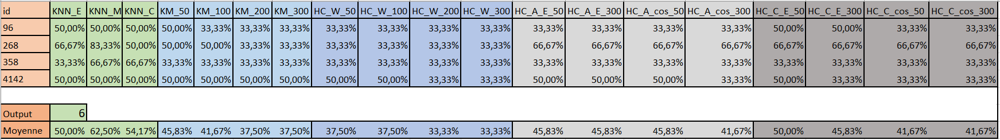 id KNN_E KNN_M KNN_C KM_50 KM_100 KM_200 KM_300 HC_W_50 HC_W_100 HC_W_200 HC_W_300 HC_A_E_50 HC_A_E_300 HC_A_cos_50 HC_A_cos_300 HC_C_E_50 HC_C_E_300 HC_C_cos_50 HC_C_cos_300
96 50,00% 50,00% 50,00% 50,00% 33,33% 33,33% 33,33% 33,33% 33,33% 33,33% 33,33% 33,33% 33,33% 33,33% 33,33% 50,00% 50,00% 33,33% 33,33%
268 66,67% 83,33% 50,00% 50,00% 50,00% 33,33% 33,33% 33,33% 33,33% 33,33% 33,33% 66,67% 66,67% 66,67% 66,67% 66,67% 66,67% 66,67% 66,67%
358 33,33% 66,67% 66,67% 33,33% 33,33% 33,33% 33,33% 33,33% 33,33% 33,33% 33,33% 33,33% 33,33% 33,33% 33,33% 33,33% 33,33% 33,33% 33,33%
4142 50,00% 50,00% 50,00% 50,00% 50,00% 50,00% 50,00% 50,00% 50,00% 33,33% 33,33% 50,00% 50,00% 50,00% 33,33% 50,00% 33,33% 33,33% 33,33%
Output 6
Moyenne 50,00% 62,50% 54,17% 45,83% 41,67% 37,50% 37,50% 37,50% 37,50% 33,33% 33,33% 45,83% 45,83% 45,83% 41,67% 50,00% 45,83% 41,67% 41,67%